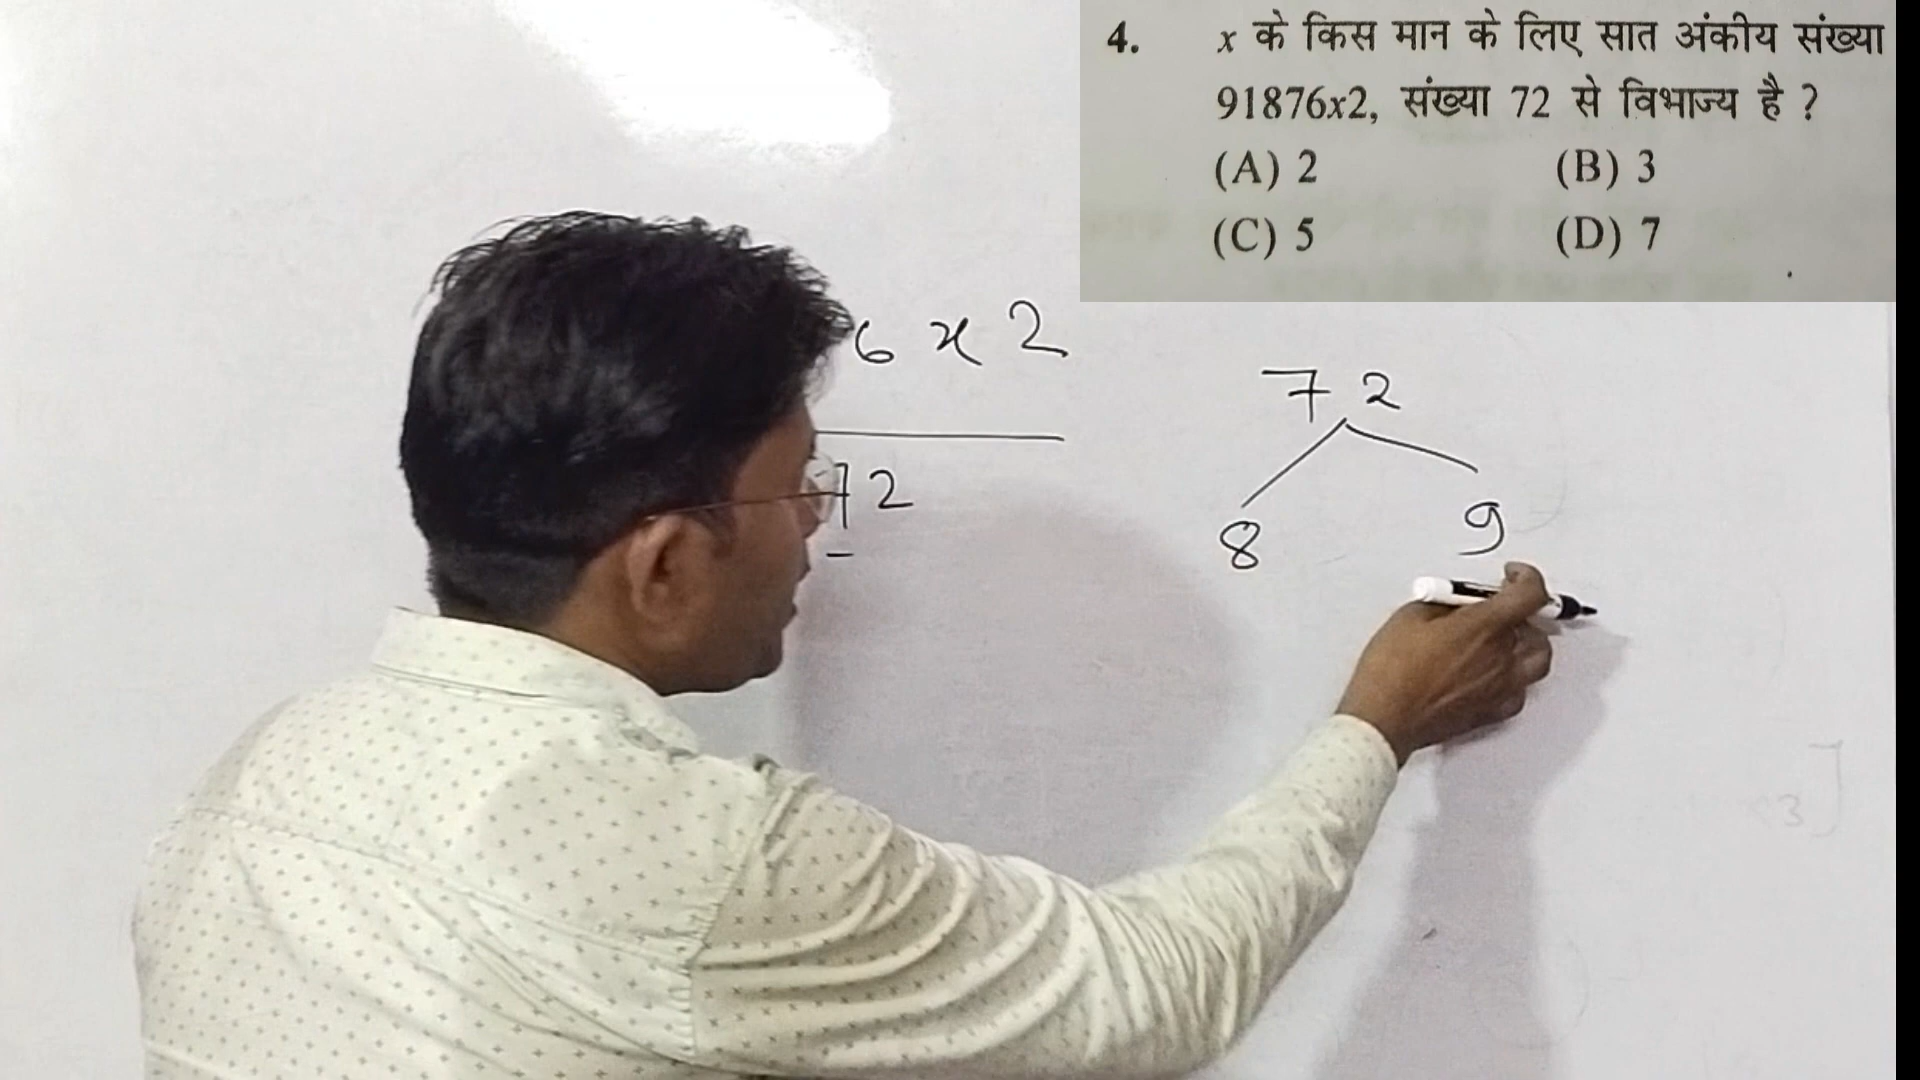 4. x के किस मान के लिए सात अंकीय संख्या
91876x2, संख्या 72 से विभाज्य है ?
(A) 2 (B) 3
(C) 5 (D) 7
6 x 2
72
72
8 9